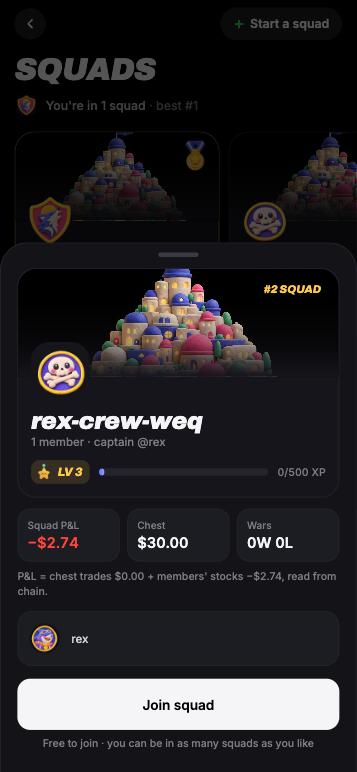 + Start a squad
SQUADS
You're in 1 squad · best #1
#2 SQUAD
rex-crew-weq
1 member · captain @rex
LV 3
0/500 XP
Squad P&L
−$2.74
Chest
$30.00
Wars
0W 0L
P&L = chest trades $0.00 + members' stocks −$2.74, read from
chain.
rex
Join squad
Free to join · you can be in as many squads as you like